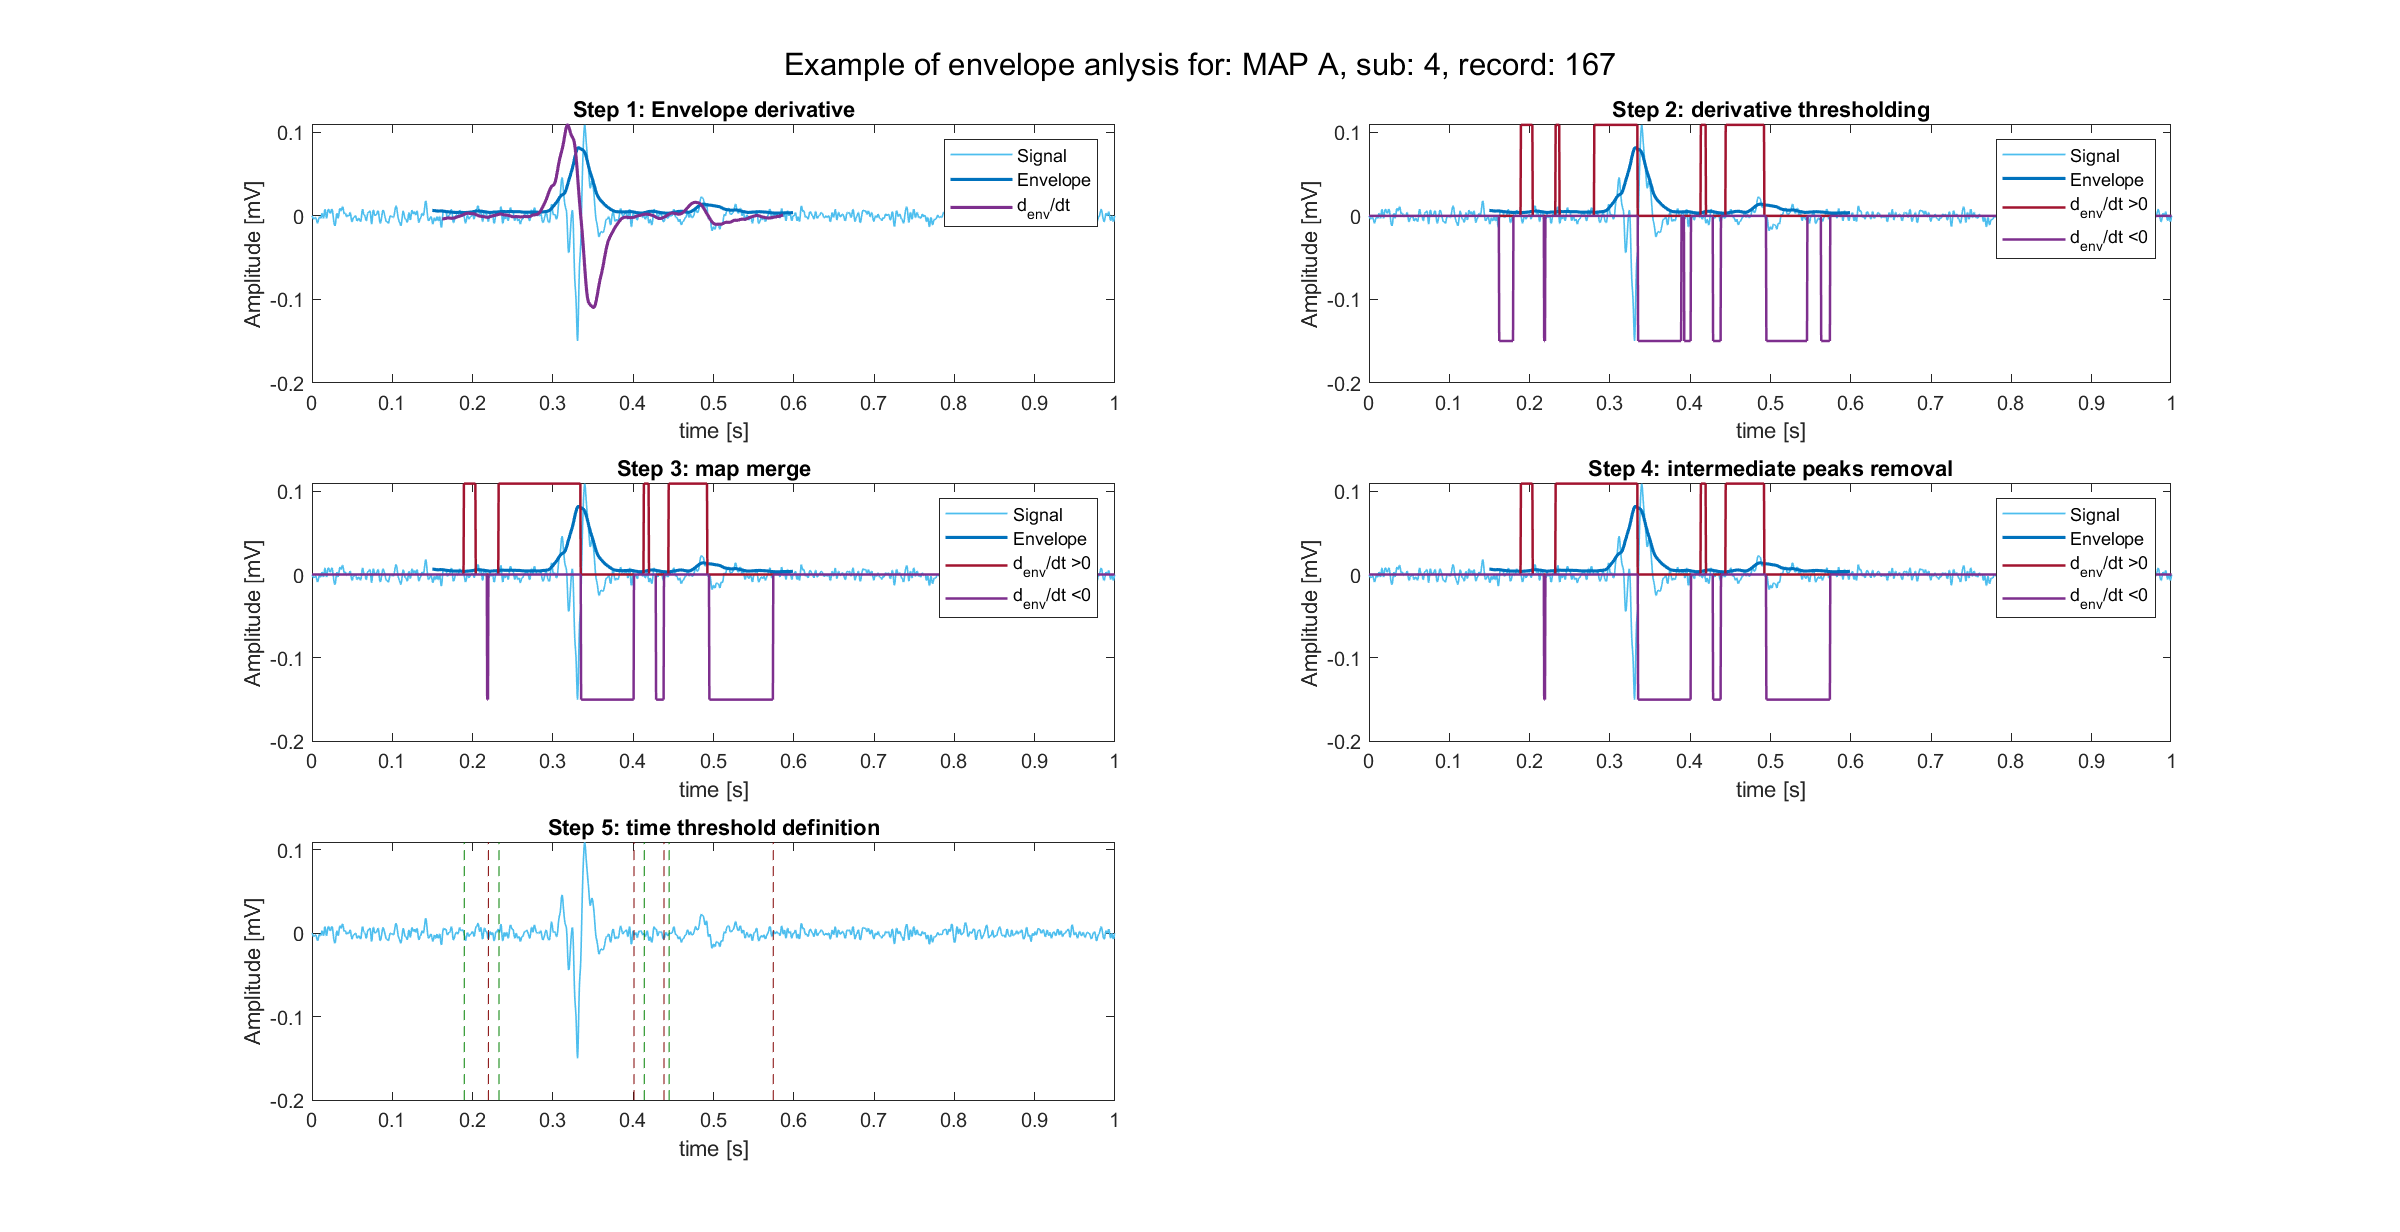 Example of envelope anlysis for: MAP A, sub: 4, record: 167
Step 1: Envelope derivative
Amplitude [mV]
0.1
0
-0.1
-0.2
0 0.1 0.2 0.3 0.4 0.5 0.6 0.7 0.8 0.9 1
time [s]
Signal
Envelope
d_env/dt
Step 2: derivative thresholding
Amplitude [mV]
0.1
0
-0.1
-0.2
0 0.1 0.2 0.3 0.4 0.5 0.6 0.7 0.8 0.9 1
time [s]
Signal
Envelope
d_env/dt >0
d_env/dt <0
Step 3: map merge
Amplitude [mV]
0.1
0
-0.1
-0.2
0 0.1 0.2 0.3 0.4 0.5 0.6 0.7 0.8 0.9 1
time [s]
Signal
Envelope
d_env/dt >0
d_env/dt <0
Step 4: intermediate peaks removal
Amplitude [mV]
0.1
0
-0.1
-0.2
0 0.1 0.2 0.3 0.4 0.5 0.6 0.7 0.8 0.9 1
time [s]
Signal
Envelope
d_env/dt >0
d_env/dt <0
Step 5: time threshold definition
Amplitude [mV]
0.1
0
-0.1
-0.2
0 0.1 0.2 0.3 0.4 0.5 0.6 0.7 0.8 0.9 1
time [s]